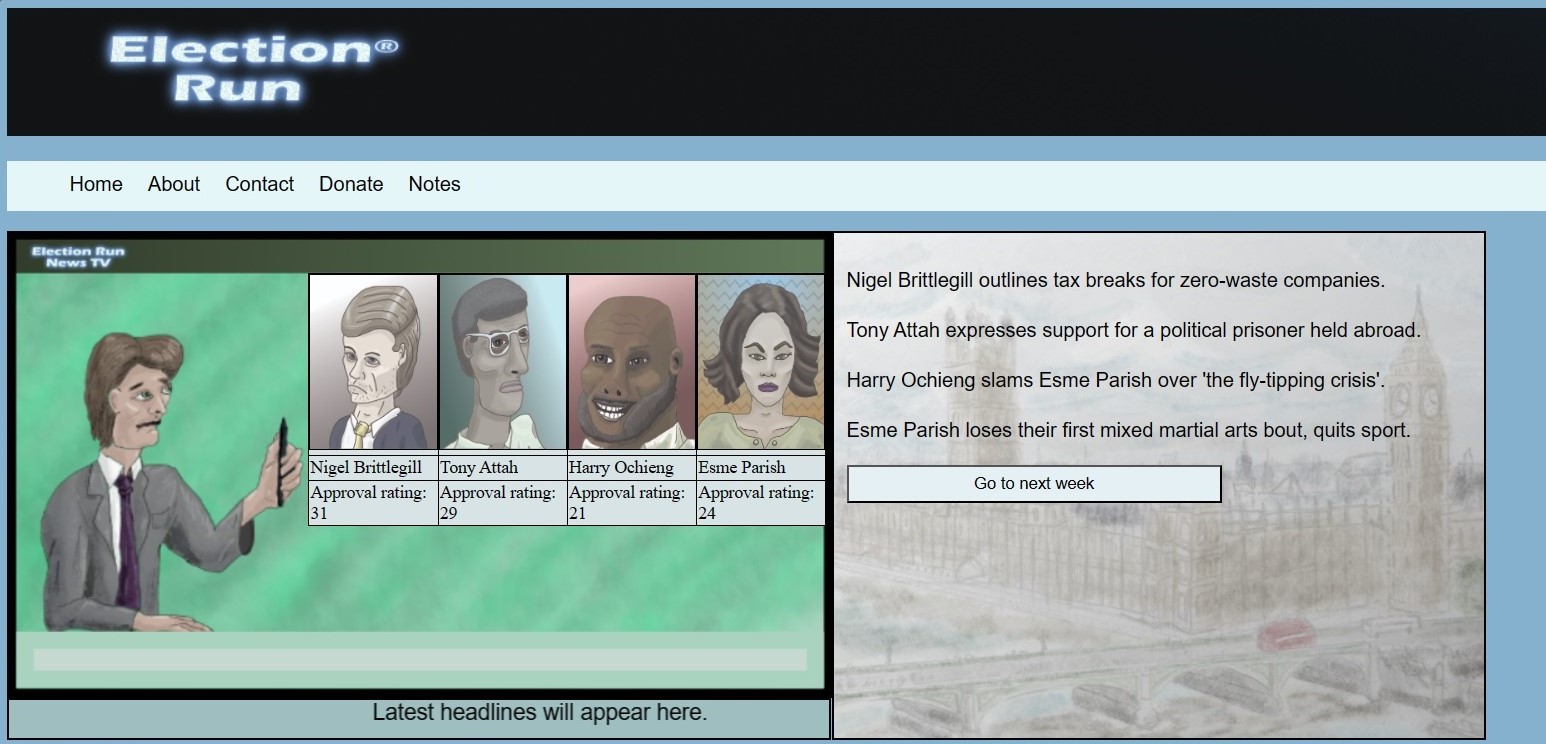 Election®
Run
Home About Contact Donate Notes
Election Run
News TV
Nigel Brittlegill Tony Attah Harry Ochieng Esme Parish
Approval rating: Approval rating: Approval rating: Approval rating:
31 29 21 24
Latest headlines will appear here.
Nigel Brittlegill outlines tax breaks for zero-waste companies.
Tony Attah expresses support for a political prisoner held abroad.
Harry Ochieng slams Esme Parish over 'the fly-tipping crisis'.
Esme Parish loses their first mixed martial arts bout, quits sport.
Go to next week